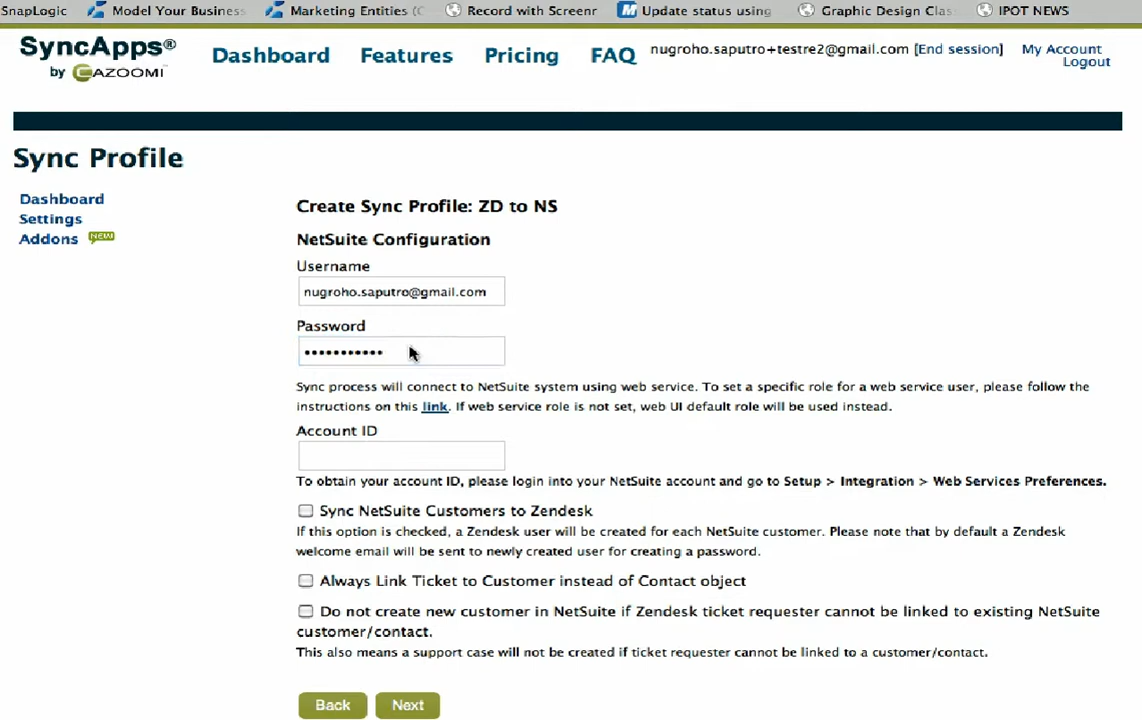 SnapLogic Model Your Business Marketing Entities (C Record with Screenr Update status using Graphic Design Clas IPOT NEWS
SyncApps®
by CAZOOMI™
Dashboard Features Pricing FAQ
nugroho.saputro+testre2@gmail.com [End session]
My Account
Logout
Sync Profile
Dashboard
Settings
Addons NEW
Create Sync Profile: ZD to NS
NetSuite Configuration
Username
nugroho.saputro@gmail.com
Password
•••••••••••
Sync process will connect to NetSuite system using web service. To set a specific role for a web service user, please follow the
instructions on this link. If web service role is not set, web UI default role will be used instead.
Account ID
To obtain your account ID, please login into your NetSuite account and go to Setup > Integration > Web Services Preferences.
Sync NetSuite Customers to Zendesk
If this option is checked, a Zendesk user will be created for each NetSuite customer. Please note that by default a Zendesk
welcome email will be sent to newly created user for creating a password.
Always Link Ticket to Customer instead of Contact object
Do not create new customer in NetSuite if Zendesk ticket requester cannot be linked to existing NetSuite
customer/contact.
This also means a support case will not be created if ticket requester cannot be linked to a customer/contact.
Back Next